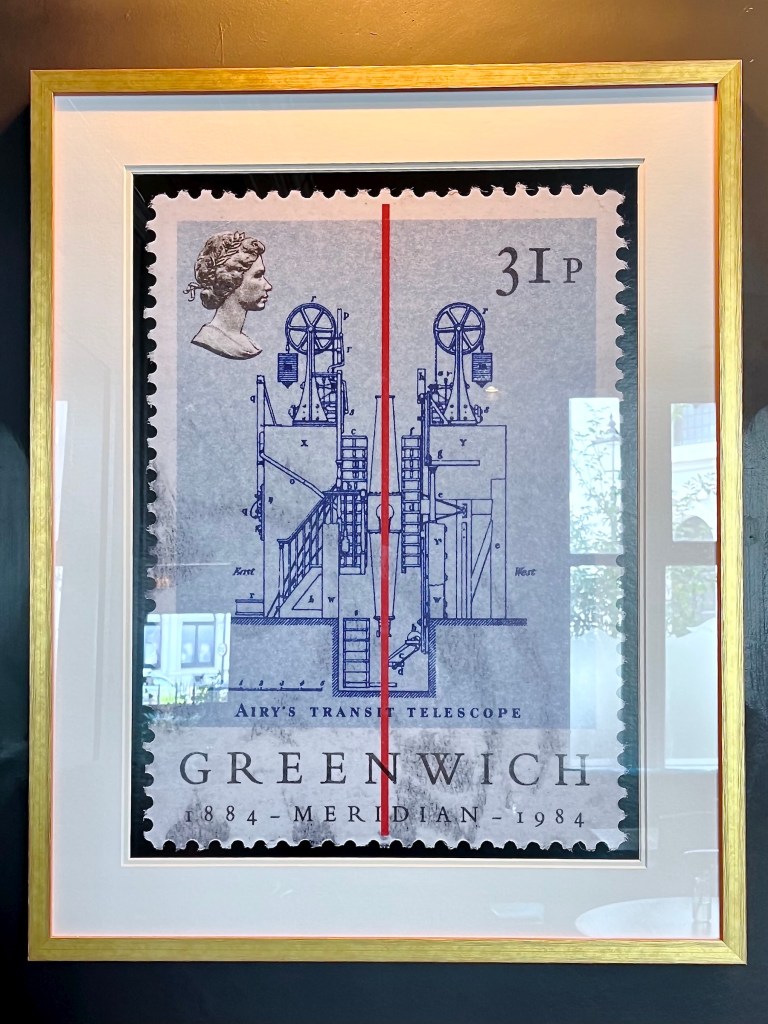 31P
East
West
AIRY'S TRANSIT TELESCOPE
GREENWICH
1884 – MERIDIAN – 1984